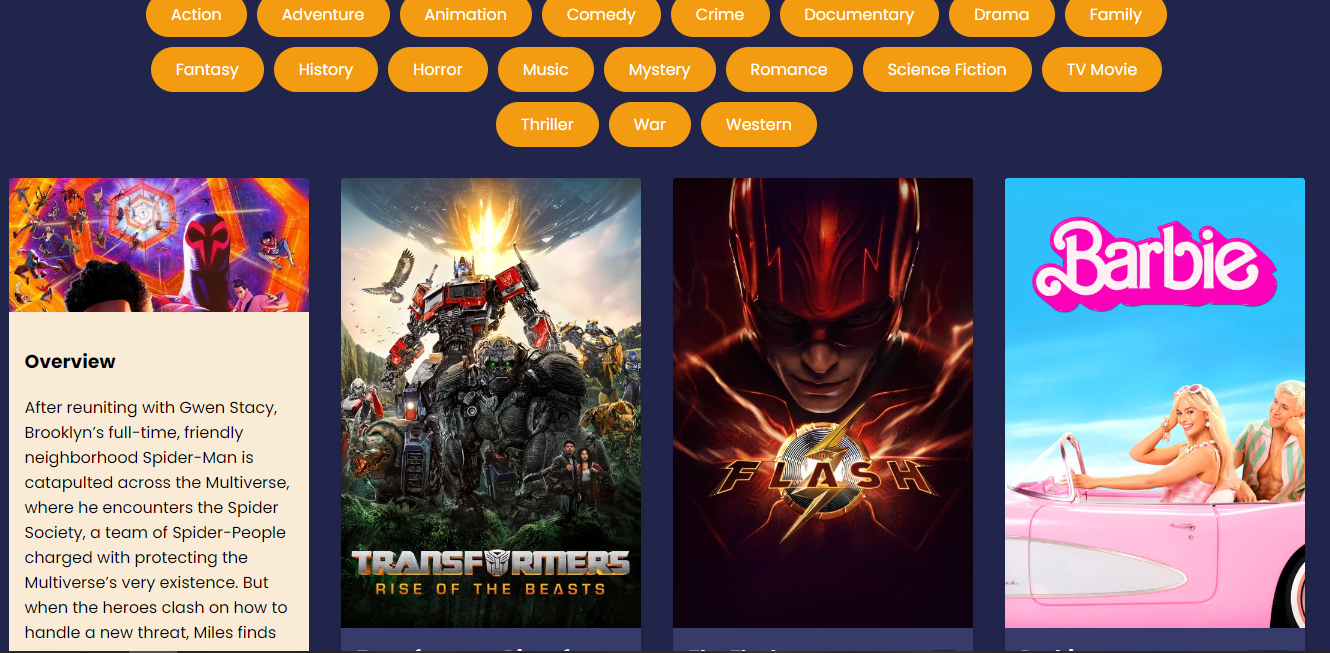 Action Adventure Animation Comedy Crime Documentary Drama Family
Fantasy History Horror Music Mystery Romance Science Fiction TV Movie
Thriller War Western
Overview
After reuniting with Gwen Stacy,
Brooklyn’s full-time, friendly
neighborhood Spider-Man is
catapulted across the Multiverse,
where he encounters the Spider
Society, a team of Spider-People
charged with protecting the
Multiverse’s very existence. But
when the heroes clash on how to
handle a new threat, Miles finds
TRANSFORMERS
RISE OF THE BEASTS
THE
FLASH
Barbie